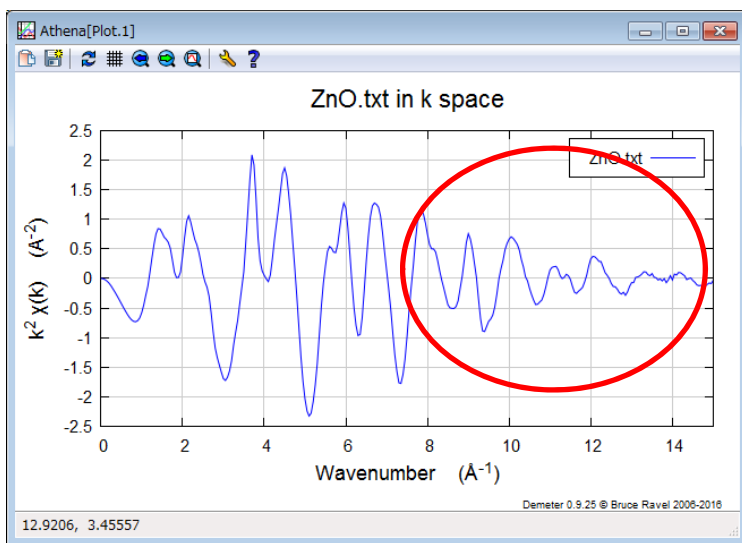 Athena[Plot.1]
ZnO.txt in k space
ZnO.txt
k² χ(k) (Å⁻²)
2.5
2
1.5
1
0.5
0
-0.5
-1
-1.5
-2
-2.5
0 2 4 6 8 10 12 14
Wavenumber (Å⁻¹)
Demeter 0.9.25 © Bruce Ravel 2006-2016
12.9206, 3.45557